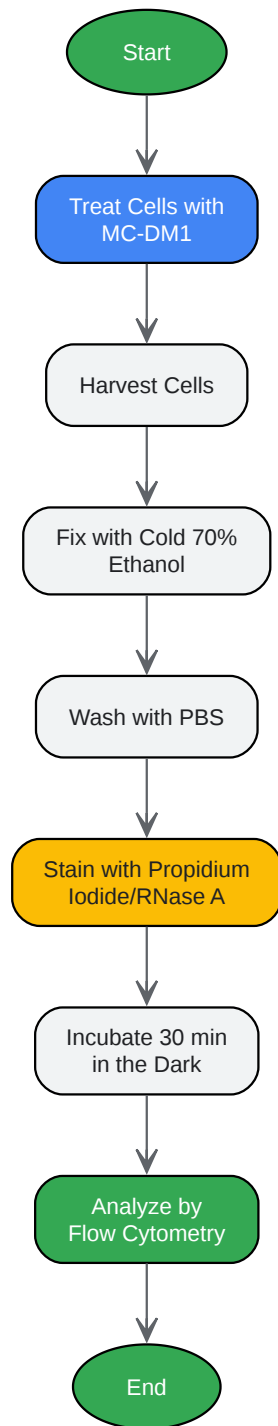 Start
Treat Cells with
MC-DM1
Harvest Cells
Fix with Cold 70%
Ethanol
Wash with PBS
Stain with Propidium
Iodide/RNase A
Incubate 30 min
in the Dark
Analyze by
Flow Cytometry
End